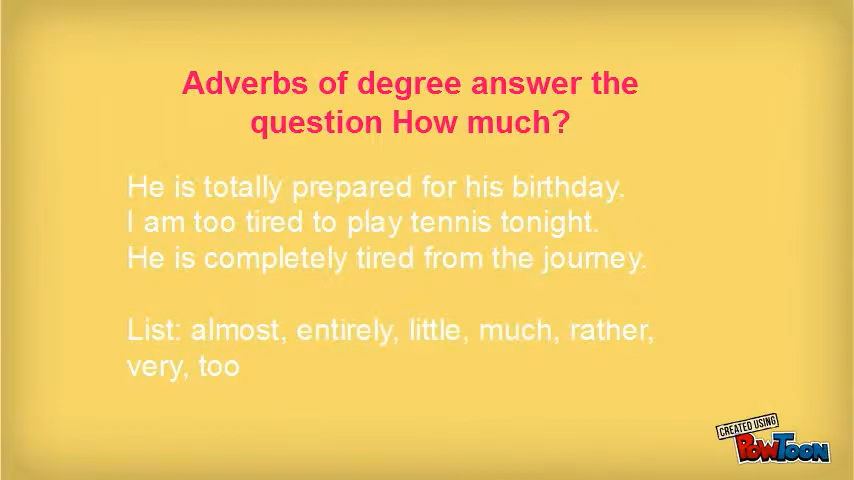 Adverbs of degree answer the
question How much?
He is totally prepared for his birthday.
I am too tired to play tennis tonight.
He is completely tired from the journey.
List: almost, entirely, little, much, rather,
very, too
CREATED USING
POWTOON